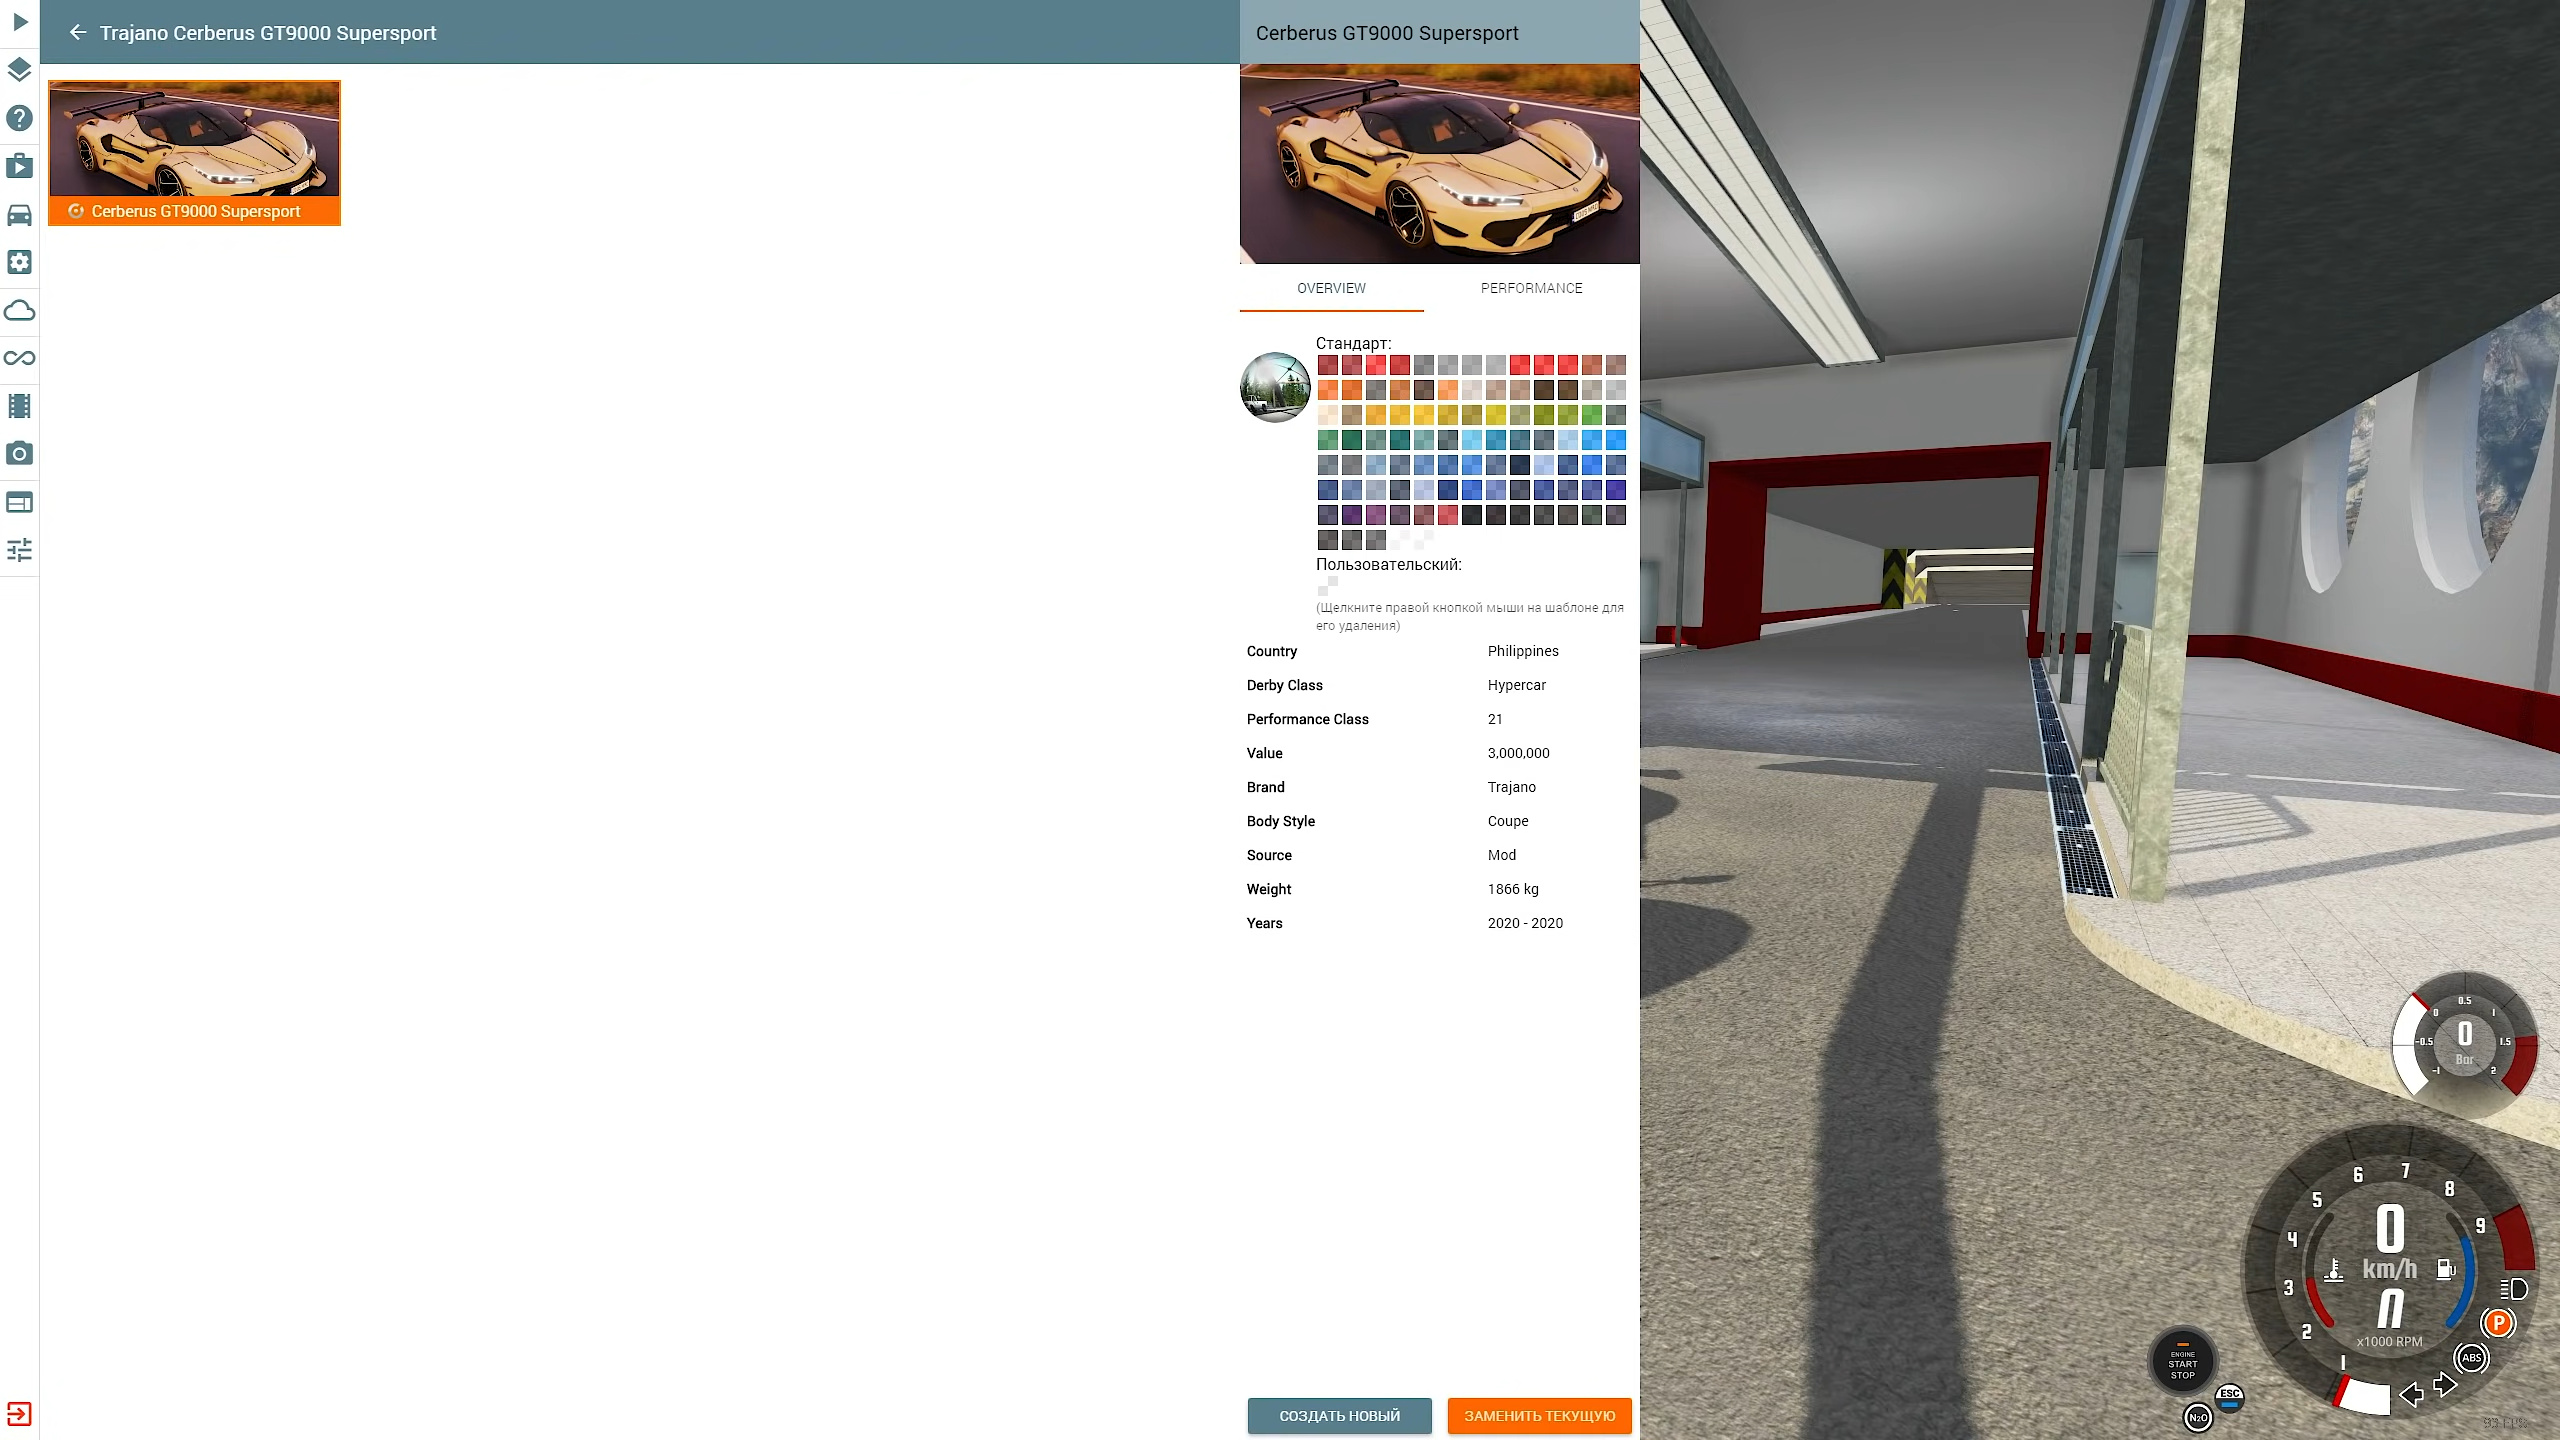 Trajano Cerberus GT9000 Supersport
Cerberus GT9000 Supersport
Cerberus GT9000 Supersport
OVERVIEW
PERFORMANCE
Стандарт:
Пользовательский:
(Щелкните правой кнопкой мыши на шаблоне для
его удаления)
Country Philippines
Derby Class Hypercar
Performance Class 21
Value 3,000,000
Brand Trajano
Body Style Coupe
Source Mod
Weight 1866 kg
Years 2020 - 2020
СОЗДАТЬ НОВЫЙ
ЗАМЕНИТЬ ТЕКУЩУЮ
-1 -0.5 0 0.5 1 1.5 2
0
Bar
1 2 3 4 5 6 7 8 9
0
km/h
n
x1000 RPM
P
ABS
ENGINE
START
STOP
ESC
N2O